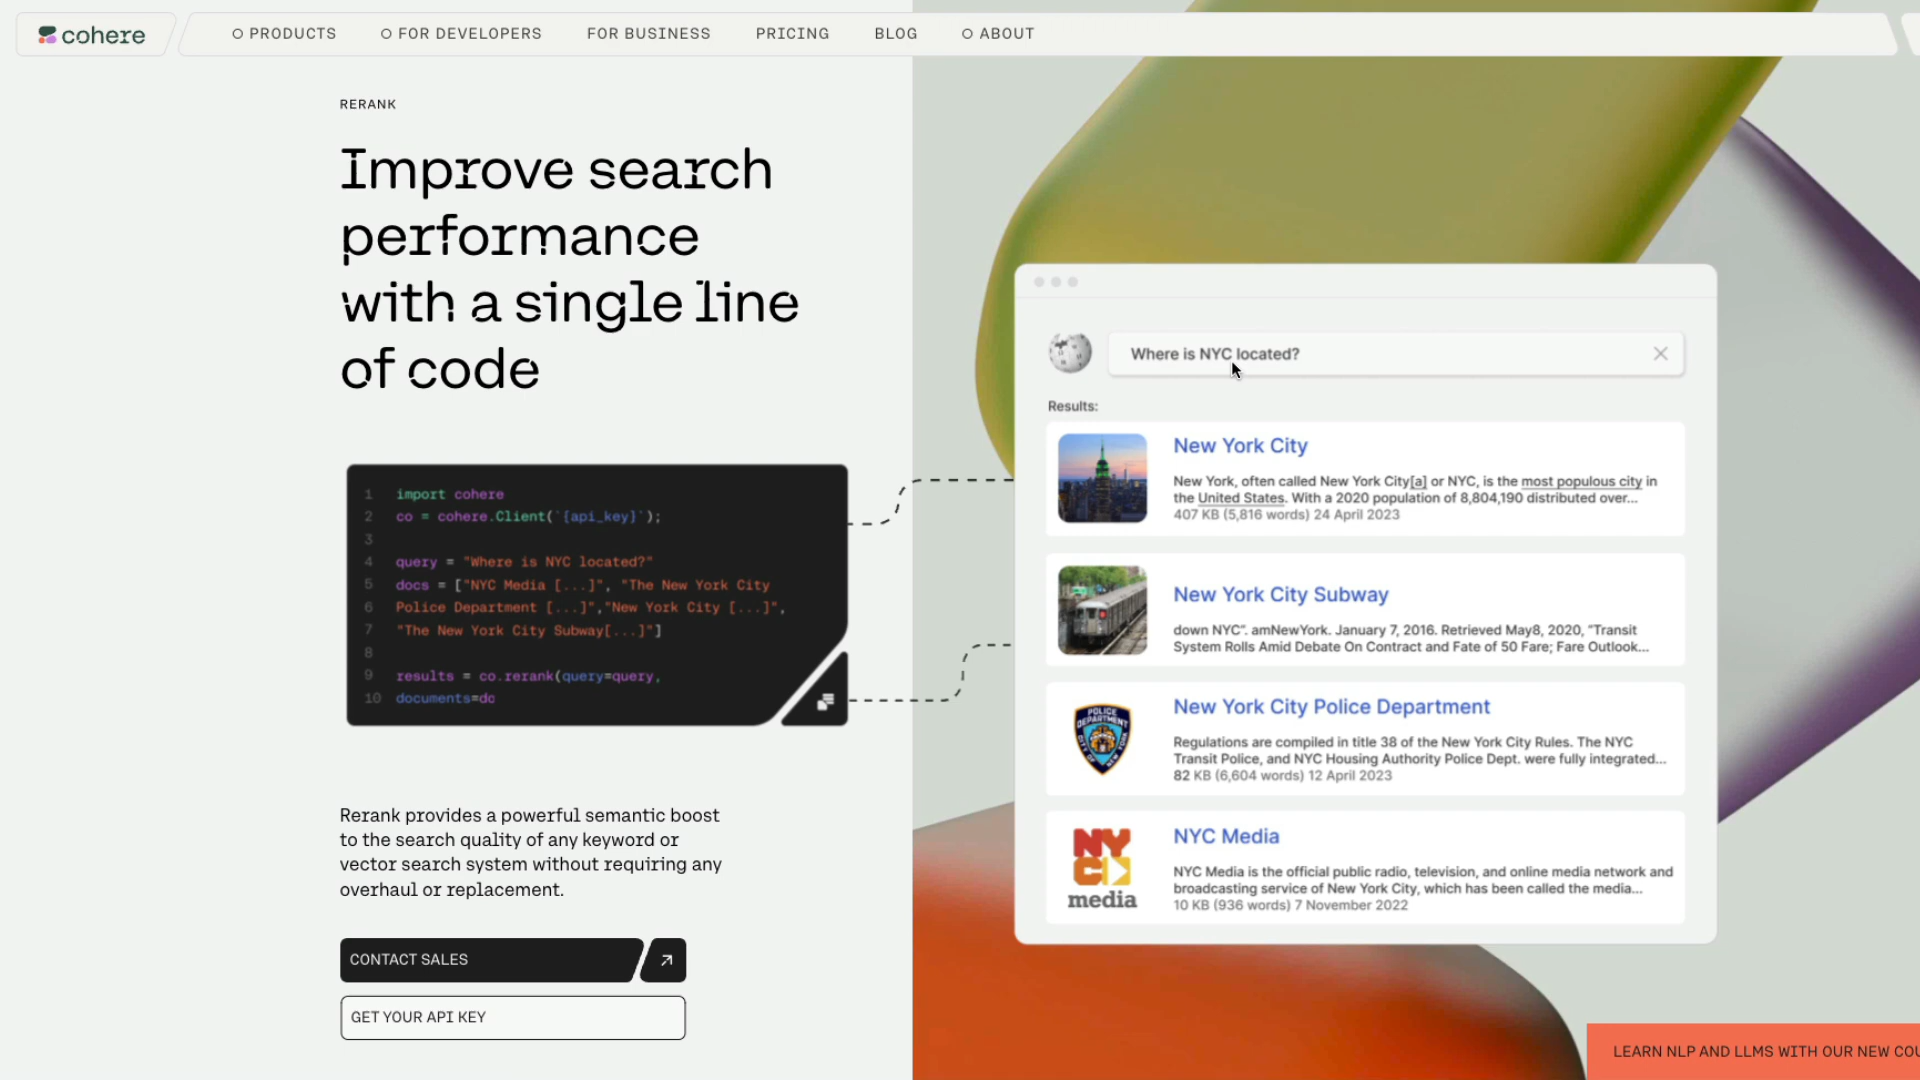 cohere
PRODUCTS
FOR DEVELOPERS
FOR BUSINESS
PRICING
BLOG
ABOUT
RERANK
Improve search
performance
with a single line
of code
1 import cohere
2 co = cohere.Client(`{api_key}`);
3
4 query = "Where is NYC located?"
5 docs = ["NYC Media [...]", "The New York City
6 Police Department [...]","New York City [...]",
7 "The New York City Subway[...]"]
8
9 results = co.rerank(query=query,
10 documents=dc
Rerank provides a powerful semantic boost
to the search quality of any keyword or
vector search system without requiring any
overhaul or replacement.
CONTACT SALES
GET YOUR API KEY
Where is NYC located?
Results:
New York City
New York, often called New York City[a] or NYC, is the most populous city in
the United States. With a 2020 population of 8,804,190 distributed over...
407 KB (5,816 words) 24 April 2023
New York City Subway
down NYC". amNewYork. January 7, 2016. Retrieved May8, 2020, "Transit
System Rolls Amid Debate On Contract and Fate of 50 Fare; Fare Outlook...
POLICE
DEPARTMENT
CITY OF NEW YORK
New York City Police Department
Regulations are compiled in title 38 of the New York City Rules. The NYC
Transit Police, and NYC Housing Authority Police Dept. were fully integrated...
82 KB (6,604 words) 12 April 2023
NYC
media
NYC Media
NYC Media is the official public radio, television, and online media network and
broadcasting service of New York City, which has been called the media...
10 KB (936 words) 7 November 2022
LEARN NLP AND LLMS WITH OUR NEW COU